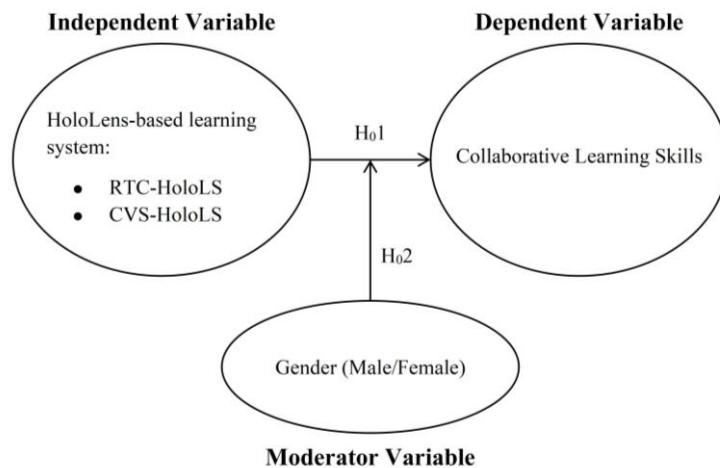 Independent Variable
Dependent Variable
HoloLens-based learning
system:
• RTC-HoloLS
• CVS-HoloLS
H₀1
Collaborative Learning Skills
H₀2
Gender (Male/Female)
Moderator Variable